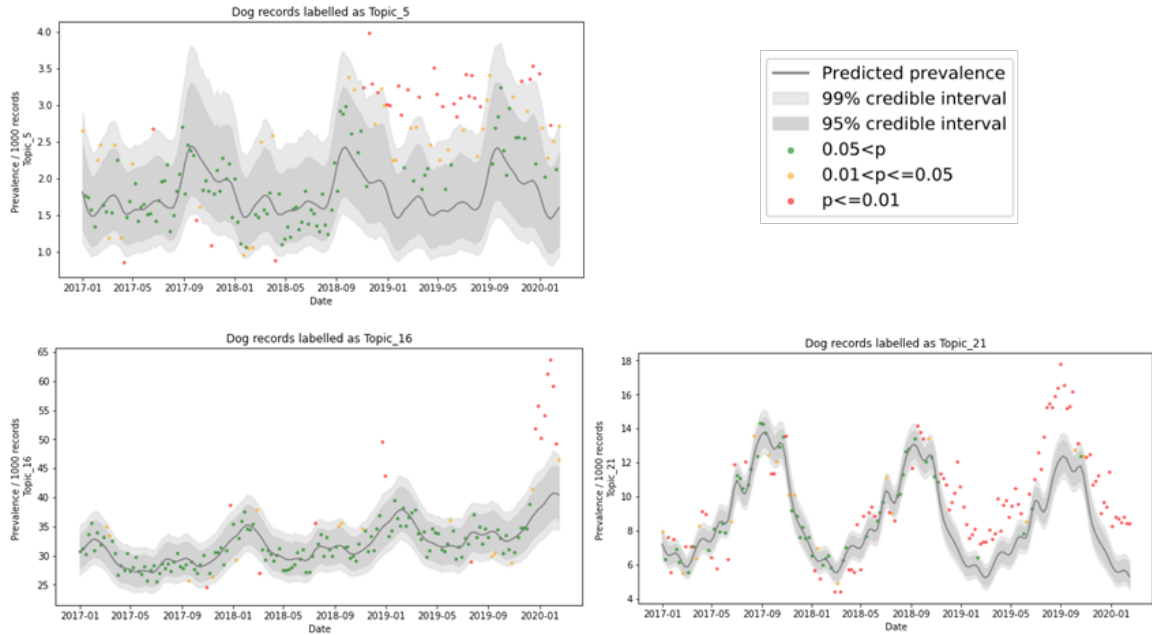 Dog records labelled as Topic_5
Prevalence / 1000 records
Topic_5
4.0
3.5
3.0
2.5
2.0
1.5
1.0
2017-01 2017-05 2017-09 2018-01 2018-05 2018-09 2019-01 2019-05 2019-09 2020-01
Date
Predicted prevalence
99% credible interval
95% credible interval
0.05<p
0.01<p<=0.05
p<=0.01
Dog records labelled as Topic_16
Prevalence / 1000 records
Topic_16
65
60
55
50
45
40
35
30
25
2017-01 2017-05 2017-09 2018-01 2018-05 2018-09 2019-01 2019-05 2019-09 2020-01
Date
Dog records labelled as Topic_21
Prevalence / 1000 records
Topic_21
18
16
14
12
10
8
6
4
2017-01 2017-05 2017-09 2018-01 2018-05 2018-09 2019-01 2019-05 2019-09 2020-01
Date